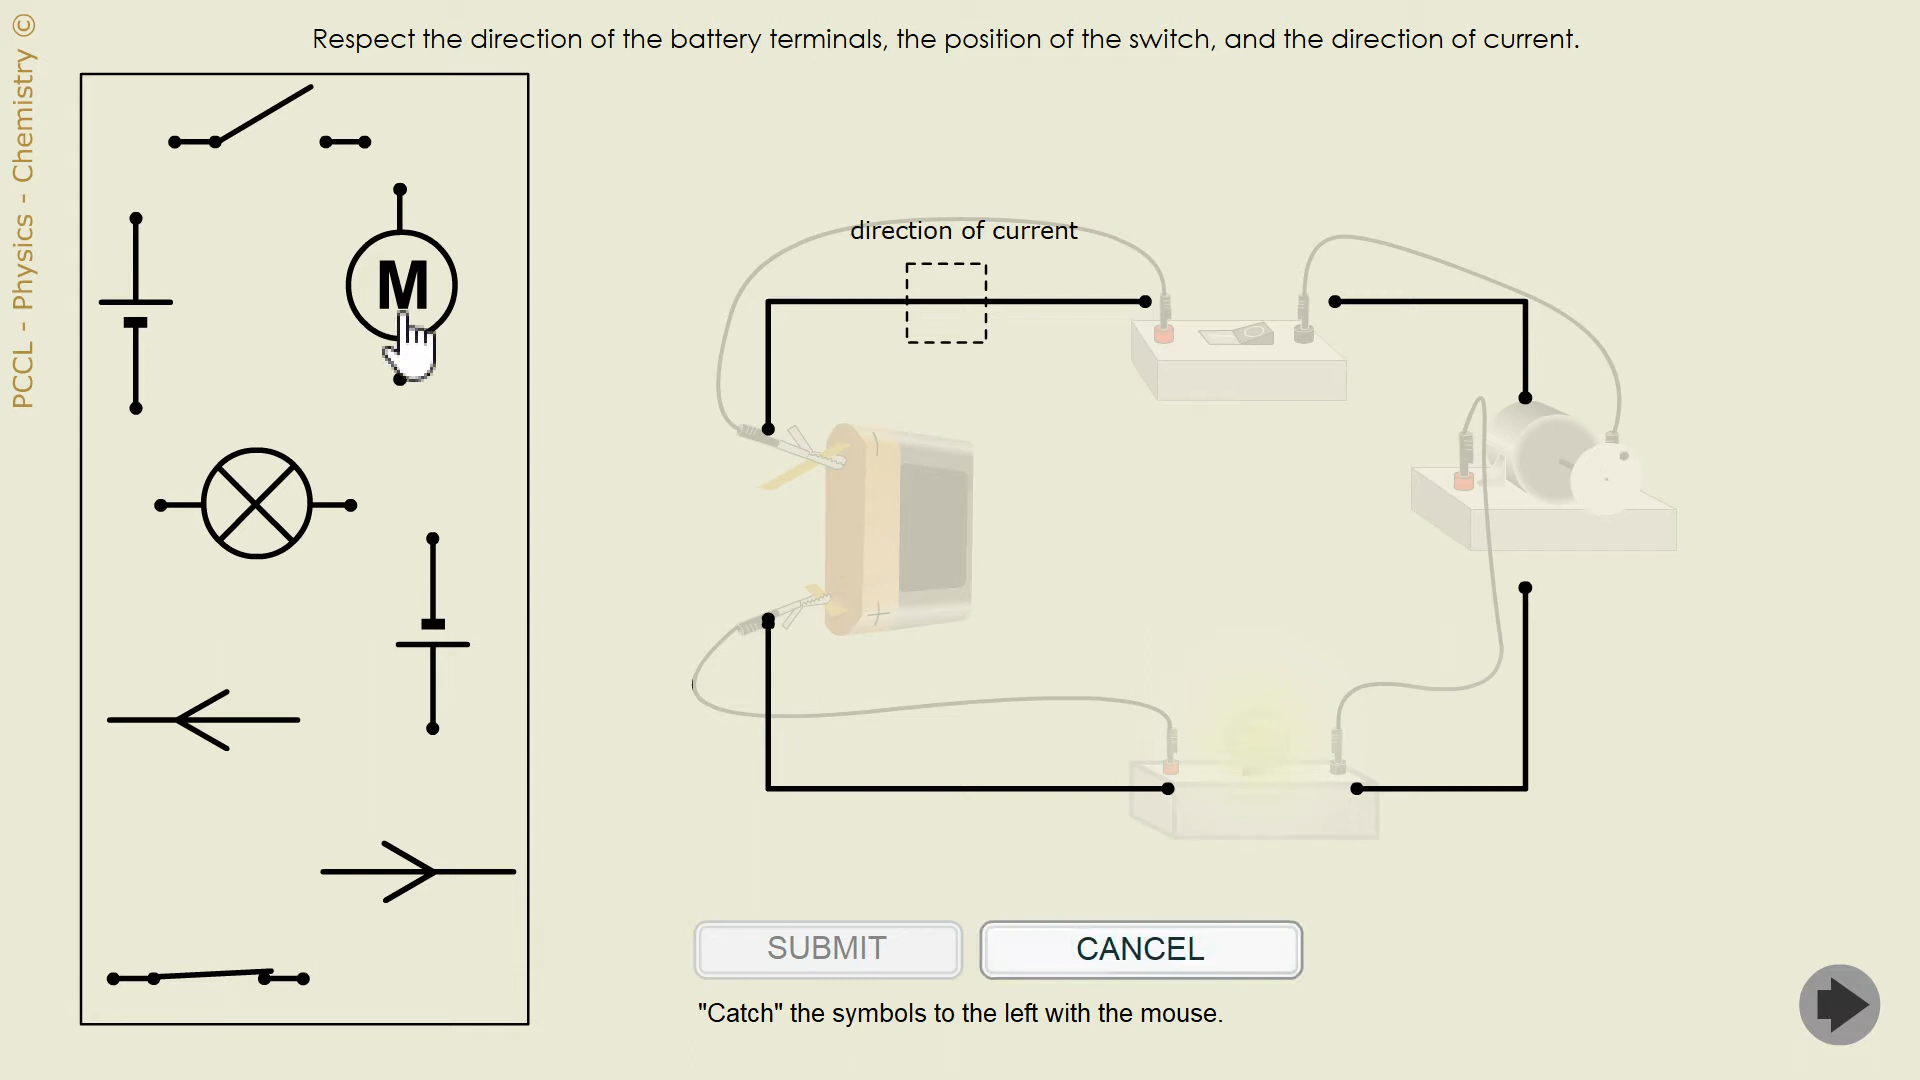 Respect the direction of the battery terminals, the position of the switch, and the direction of current.
PCCL - Physics - Chemistry ©
M
direction of current
SUBMIT
CANCEL
"Catch" the symbols to the left with the mouse.